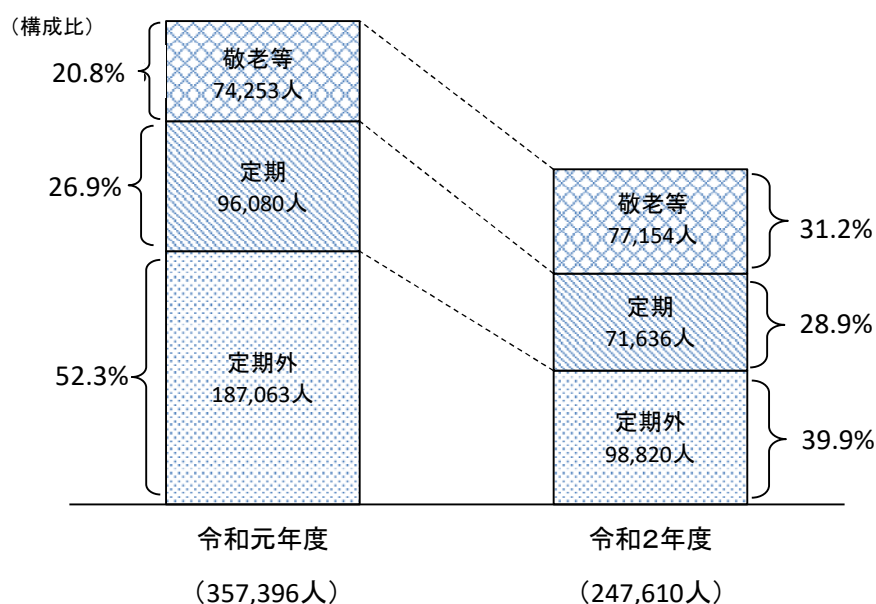 （構成比）
20.8%
敬老等
74,253人
26.9%
定期
96,080人
52.3%
定期外
187,063人
敬老等
77,154人
31.2%
定期
71,636人
28.9%
定期外
98,820人
39.9%
令和元年度
（357,396人）
令和2年度
（247,610人）